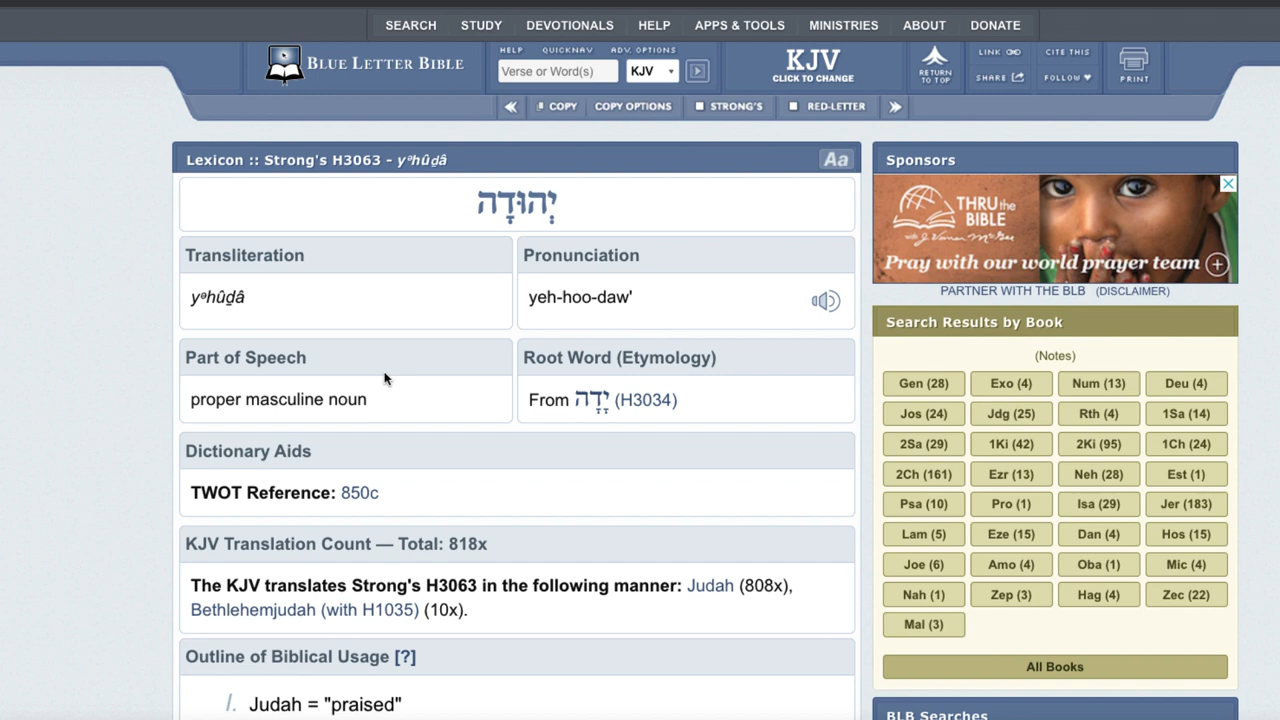 SEARCH STUDY DEVOTIONALS HELP APPS & TOOLS MINISTRIES ABOUT DONATE
BLUE LETTER BIBLE
HELP QUICKNAV ADV. OPTIONS
Verse or Word(s) KJV
KJV
CLICK TO CHANGE
RETURN
TO TOP
LINK CITE THIS
SHARE FOLLOW
PRINT
COPY COPY OPTIONS STRONG'S RED-LETTER
Lexicon :: Strong's H3063 - yᵊhûḏâ Aa
יְהוּדָה
Transliteration
yᵊhûḏâ
Pronunciation
yeh-hoo-daw'
Part of Speech
proper masculine noun
Root Word (Etymology)
From יָדָה (H3034)
Dictionary Aids
TWOT Reference: 850c
KJV Translation Count — Total: 818x
The KJV translates Strong's H3063 in the following manner: Judah (808x),
Bethlehemjudah (with H1035) (10x).
Outline of Biblical Usage [?]
I. Judah = "praised"
Sponsors
THRU the
BIBLE
with J. Vernon McGee
Pray with our world prayer team
PARTNER WITH THE BLB (DISCLAIMER)
Search Results by Book
(Notes)
Gen (28) Exo (4) Num (13) Deu (4)
Jos (24) Jdg (25) Rth (4) 1Sa (14)
2Sa (29) 1Ki (42) 2Ki (95) 1Ch (24)
2Ch (161) Ezr (13) Neh (28) Est (1)
Psa (10) Pro (1) Isa (29) Jer (183)
Lam (5) Eze (15) Dan (4) Hos (15)
Joe (6) Amo (4) Oba (1) Mic (4)
Nah (1) Zep (3) Hag (4) Zec (22)
Mal (3)
All Books
BLB Searches